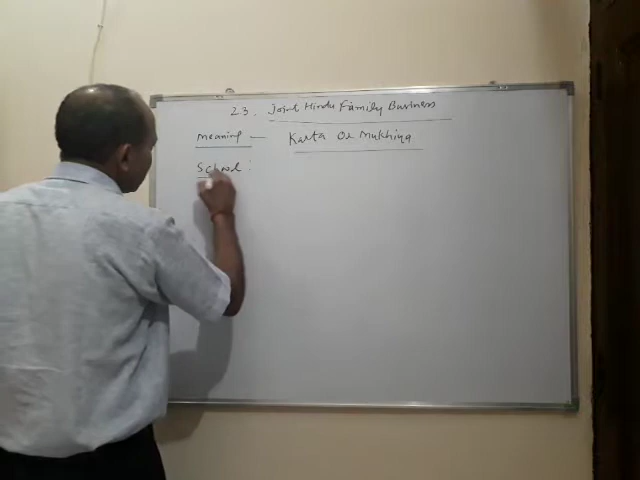 2.3. Joint Hindu Family Business
Meaning — Karta or Mukhiya
School :